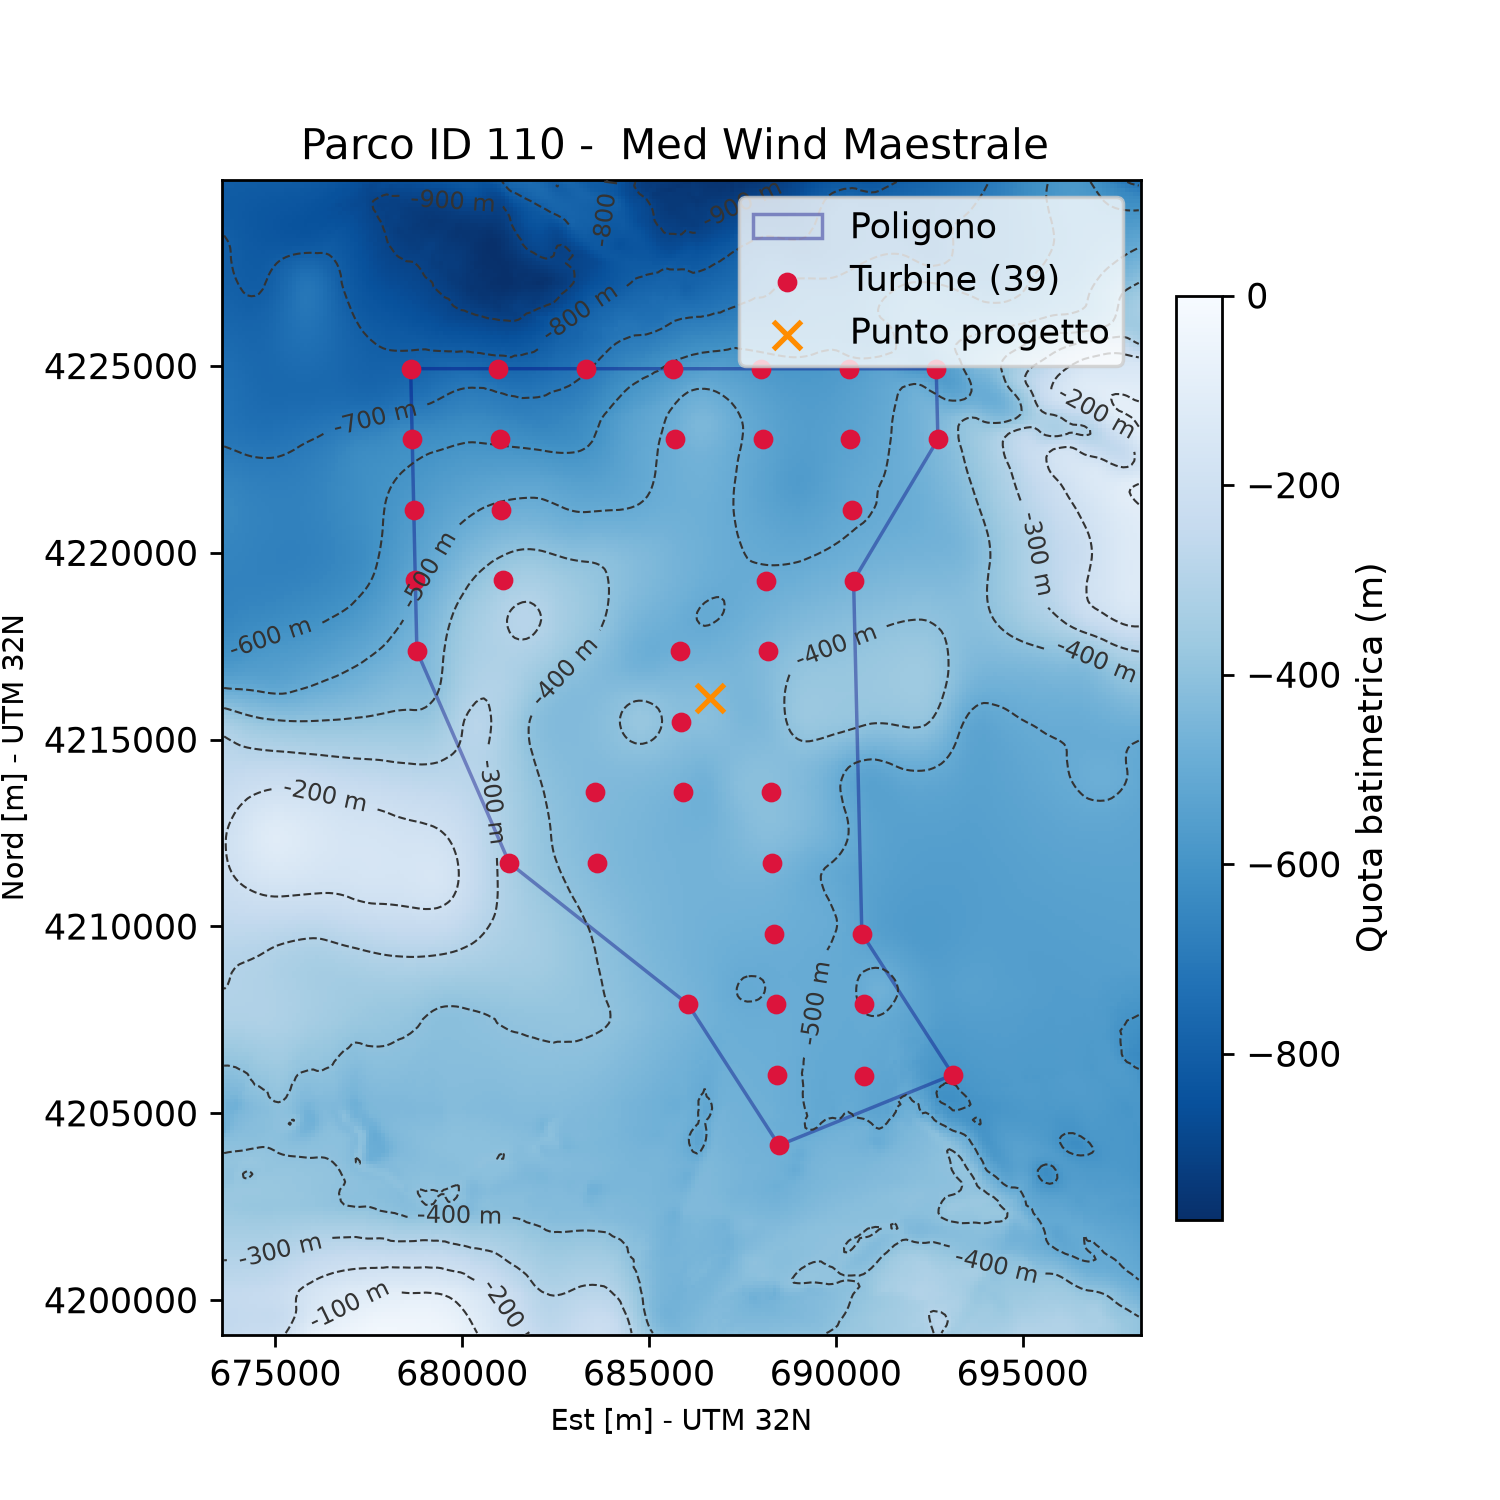 Parco ID 110 -  Med Wind Maestrale
Poligono
Turbine (39)
Punto progetto
-900 m
-800
-800 m
-700 m
-600 m
-500 m
400 m
-400 m
-300 m
-200 m
-300 m
-200 m
-400 m
-500 m
-400 m
-300 m
-100 m
-200
-400 m
4225000
4220000
4215000
4210000
4205000
4200000
Nord [m] - UTM 32N
675000
680000
685000
690000
695000
Est [m] - UTM 32N
0
−200
−400
−600
−800
Quota batimetrica (m)